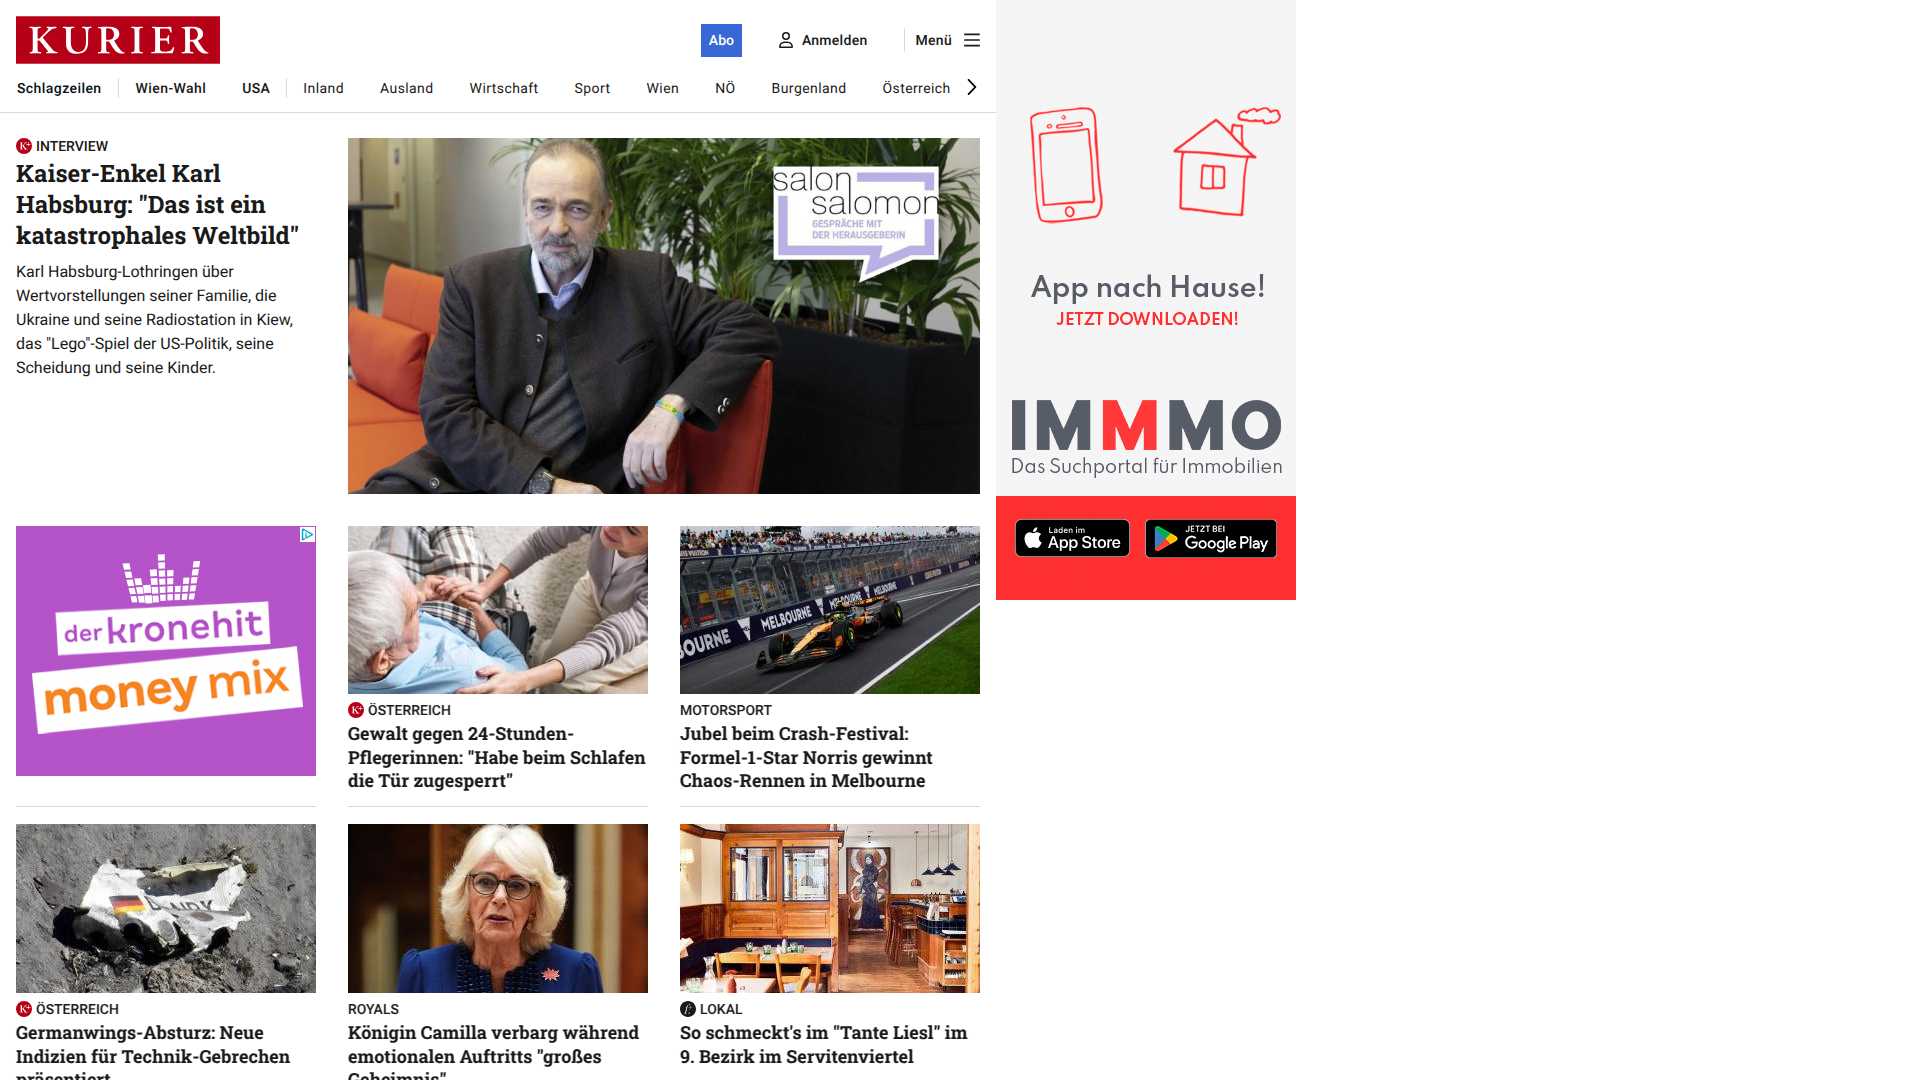 KURIER
Abo
Anmelden
Menü
Schlagzeilen
Wien-Wahl
USA
Inland
Ausland
Wirtschaft
Sport
Wien
NÖ
Burgenland
Österreich
K+ INTERVIEW
Kaiser-Enkel Karl
Habsburg: "Das ist ein
katastrophales Weltbild"
Karl Habsburg-Lothringen über
Wertvorstellungen seiner Familie, die
Ukraine und seine Radiostation in Kiew,
das "Lego"-Spiel der US-Politik, seine
Scheidung und seine Kinder.
salon
salomon
GESPRÄCHE MIT
DER HERAUSGEBERIN
App nach Hause!
JETZT DOWNLOADEN!
IMMMO
Das Suchportal für Immobilien
Laden im
App Store
JETZT BEI
Google Play
der kronehit
money mix
K+ ÖSTERREICH
Gewalt gegen 24-Stunden-
Pflegerinnen: "Habe beim Schlafen
die Tür zugesperrt"
MELBOURNE
MELBOURNE
BOURNE
MOTORSPORT
Jubel beim Crash-Festival:
Formel-1-Star Norris gewinnt
Chaos-Rennen in Melbourne
K+ ÖSTERREICH
Germanwings-Absturz: Neue
Indizien für Technik-Gebrechen
präsentiert
ROYALS
Königin Camilla verbarg während
emotionalen Auftritts "großes
Geheimnis"
LOKAL
So schmeckt's im "Tante Liesl" im
9. Bezirk im Servitenviertel